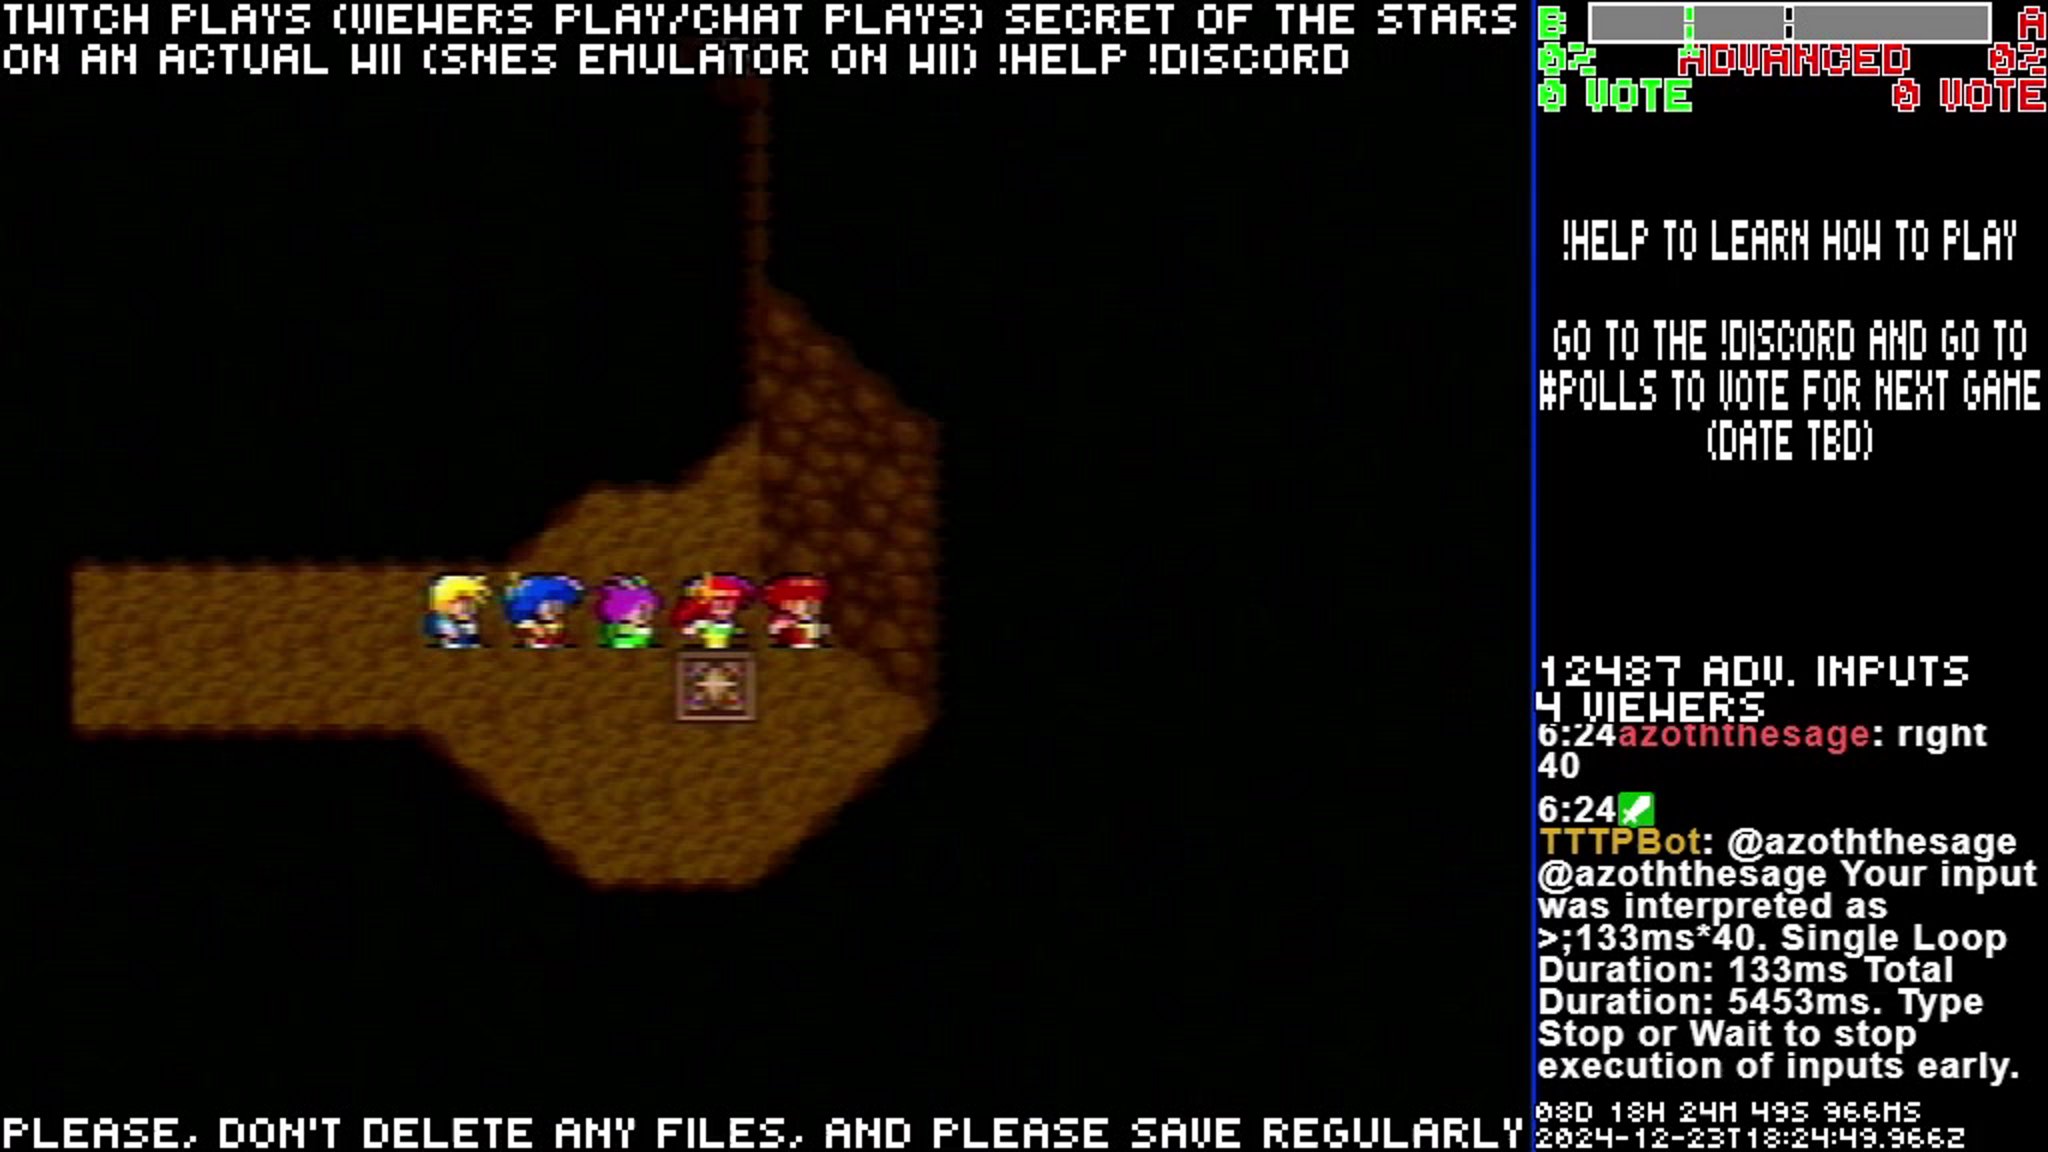 TWITCH PLAYS (VIEWERS PLAY/CHAT PLAYS) SECRET OF THE STARS
ON AN ACTUAL WII (SNES EMULATOR ON WII) !HELP !DISCORD
B A
0% ADVANCED 0%
0 VOTE 0 VOTE
!HELP TO LEARN HOW TO PLAY
GO TO THE !DISCORD AND GO TO
#POLLS TO VOTE FOR NEXT GAME
(DATE TBD)
12487 ADV. INPUTS
4 VIEWERS
6:24 azoththesage: right
40
6:24
TTTPBot: @azoththesage
@azoththesage Your input
was interpreted as
>;133ms*40. Single Loop
Duration: 133ms Total
Duration: 5453ms. Type
Stop or Wait to stop
execution of inputs early.
08D 18H 24M 49S 966MS
2024-12-23T18:24:49.966Z
PLEASE, DON'T DELETE ANY FILES, AND PLEASE SAVE REGULARLY